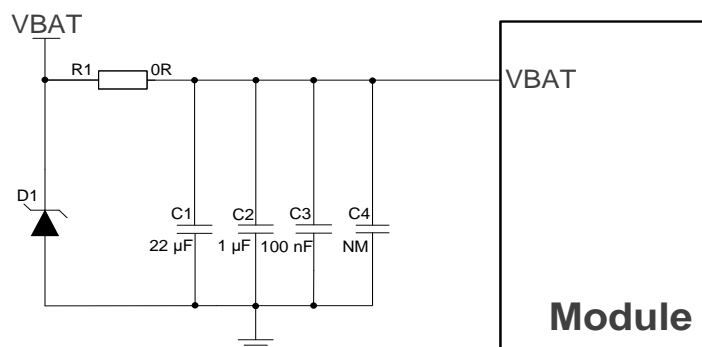 VBAT
R1 0R
VBAT
D1
C1 C2 C3 C4
22 µF 1 µF 100 nF NM
Module